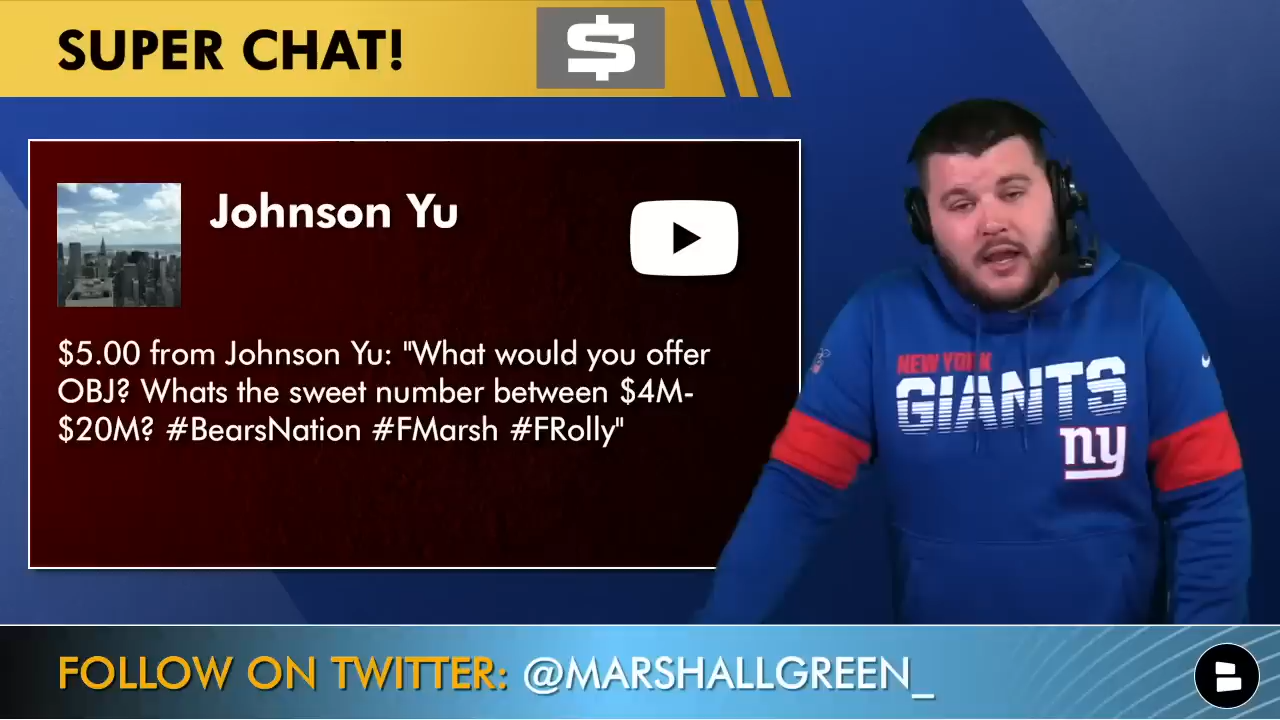 SUPER CHAT!
Johnson Yu
$5.00 from Johnson Yu: "What would you offer
OBJ? Whats the sweet number between $4M-
$20M? #BearsNation #FMarsh #FRolly"
NEW YORK
GIANTS
ny
FOLLOW ON TWITTER: @MARSHALLGREEN_